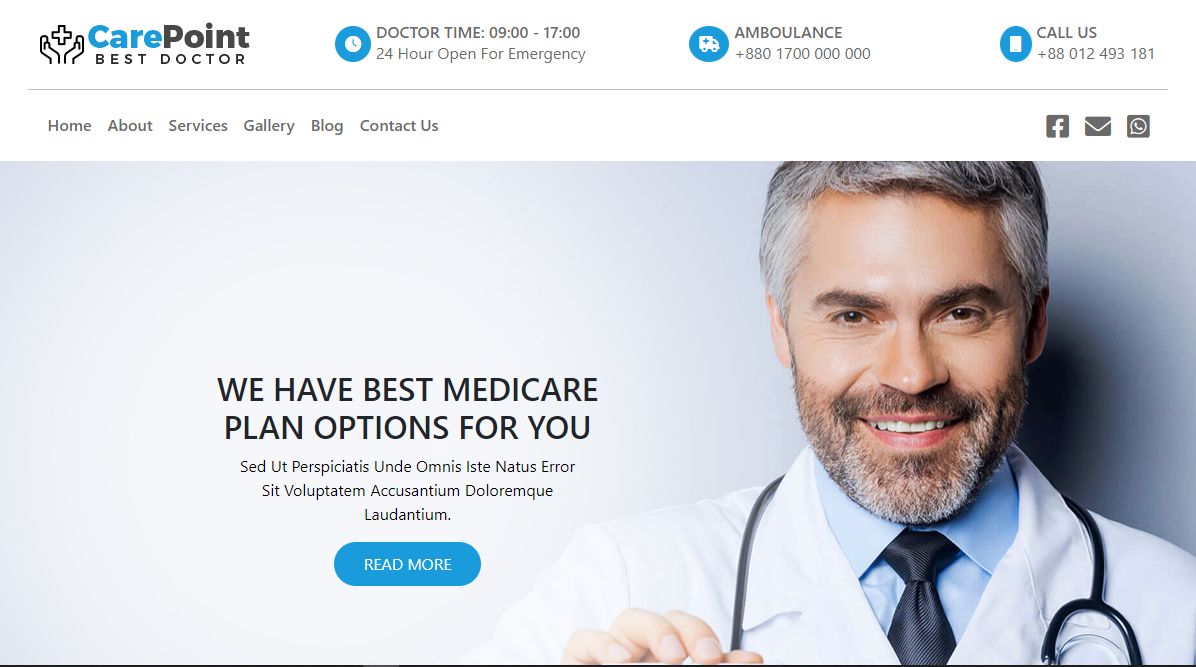 CarePoint
BEST DOCTOR
DOCTOR TIME: 09:00 - 17:00
24 Hour Open For Emergency
AMBULANCE
+880 1700 000 000
CALL US
+88 012 493 181
Home About Services Gallery Blog Contact Us
WE HAVE BEST MEDICARE
PLAN OPTIONS FOR YOU
Sed Ut Perspiciatis Unde Omnis Iste Natus Error
Sit Voluptatem Accusantium Doloremque
Laudantium.
READ MORE